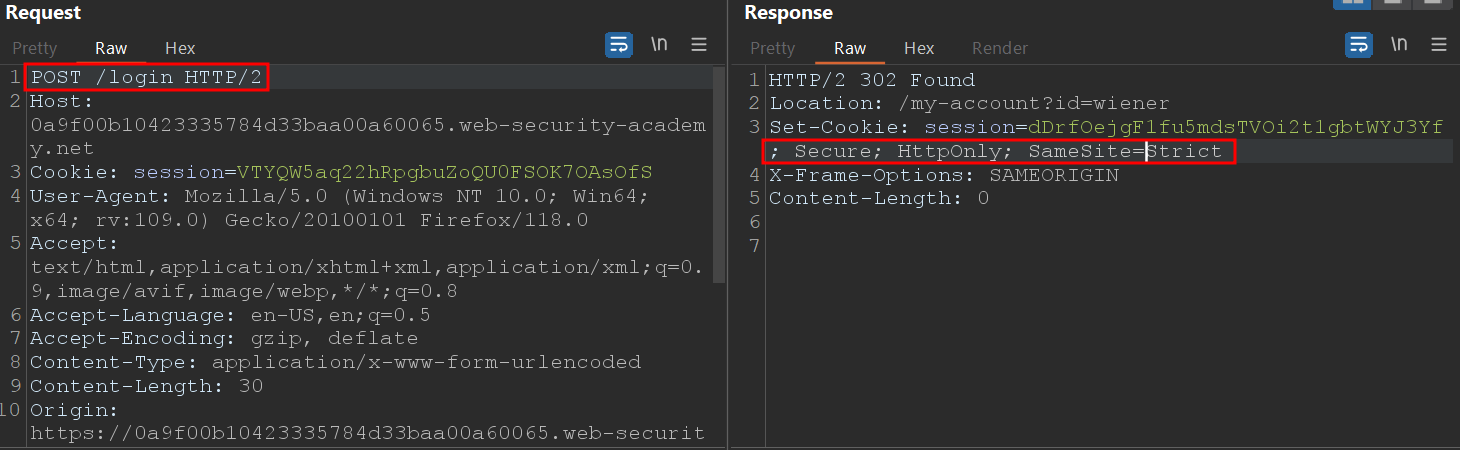 Request
Pretty Raw Hex \n
1 POST /login HTTP/2
2 Host:
0a9f00b10423335784d33baa00a60065.web-security-academ
y.net
3 Cookie: session=VTYQW5aq22hRpgbuZoQU0FSOK7OAsOfS
4 User-Agent: Mozilla/5.0 (Windows NT 10.0; Win64;
x64; rv:109.0) Gecko/20100101 Firefox/118.0
5 Accept:
text/html,application/xhtml+xml,application/xml;q=0.
9,image/avif,image/webp,*/*;q=0.8
6 Accept-Language: en-US,en;q=0.5
7 Accept-Encoding: gzip, deflate
8 Content-Type: application/x-www-form-urlencoded
9 Content-Length: 30
10 Origin:
https://0a9f00b10423335784d33baa00a60065.web-securit
Response
Pretty Raw Hex Render \n
1 HTTP/2 302 Found
2 Location: /my-account?id=wiener
3 Set-Cookie: session=dDrfOejgF1fu5mdsTVOi2t1gbtWYJ3Yf
; Secure; HttpOnly; SameSite=Strict
4 X-Frame-Options: SAMEORIGIN
5 Content-Length: 0
6
7